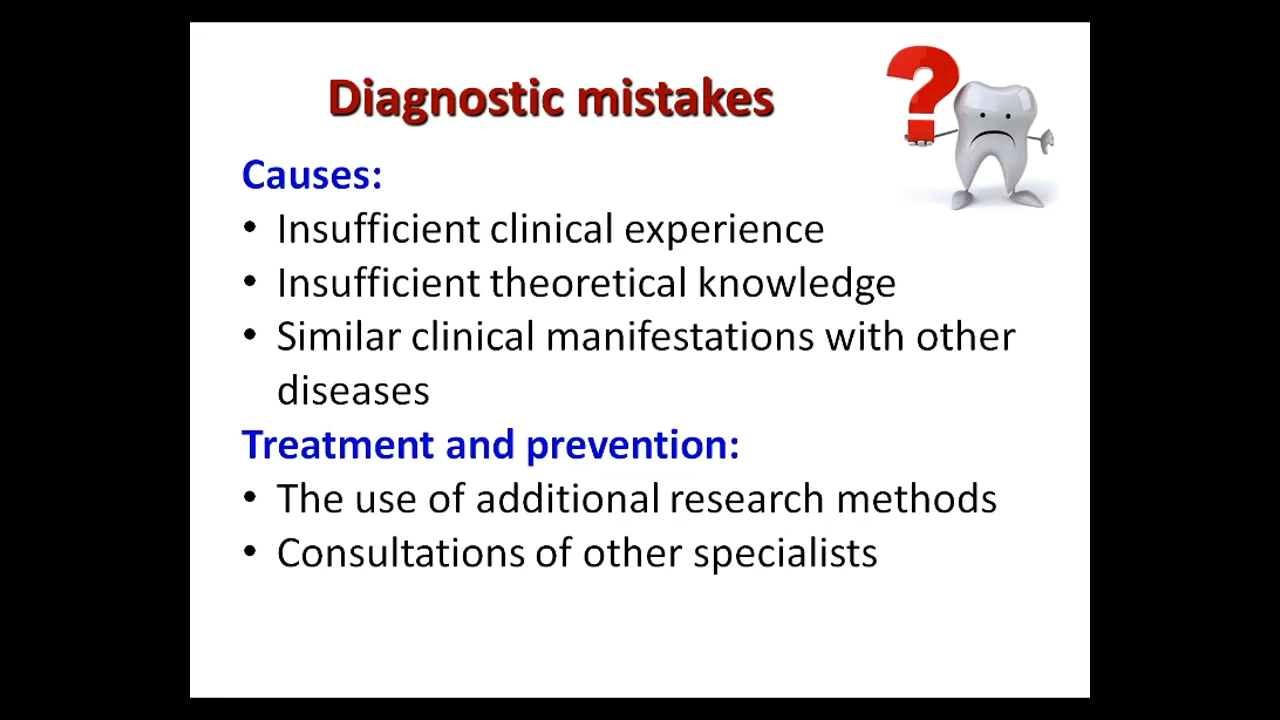 Diagnostic mistakes
?
Causes:
• Insufficient clinical experience
• Insufficient theoretical knowledge
• Similar clinical manifestations with other
diseases
Treatment and prevention:
• The use of additional research methods
• Consultations of other specialists